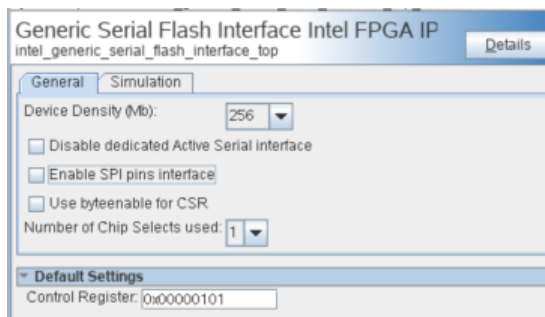 Generic Serial Flash Interface Intel FPGA IP
intel_generic_serial_flash_interface_top
Details
General
Simulation
Device Density (Mb):
256
Disable dedicated Active Serial interface
Enable SPI pins interface
Use byteenable for CSR
Number of Chip Selects used:
1
Default Settings
Control Register:
0x00000101